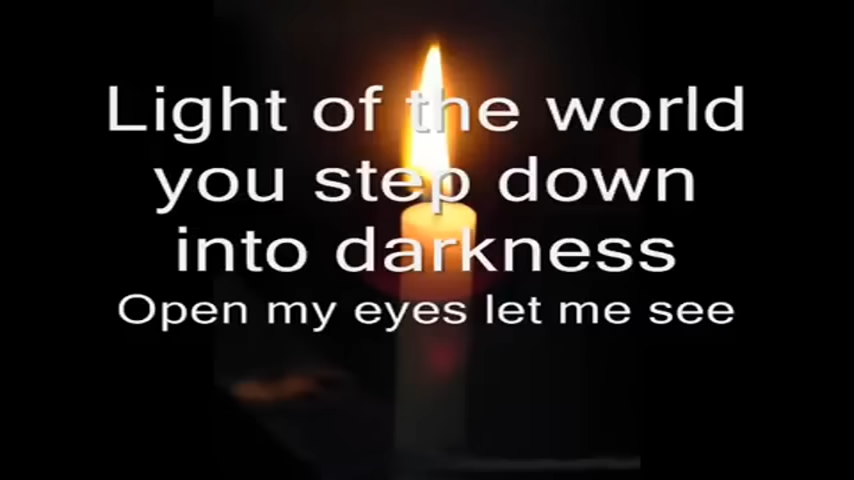 Light of the world
you step down
into darkness
Open my eyes let me see